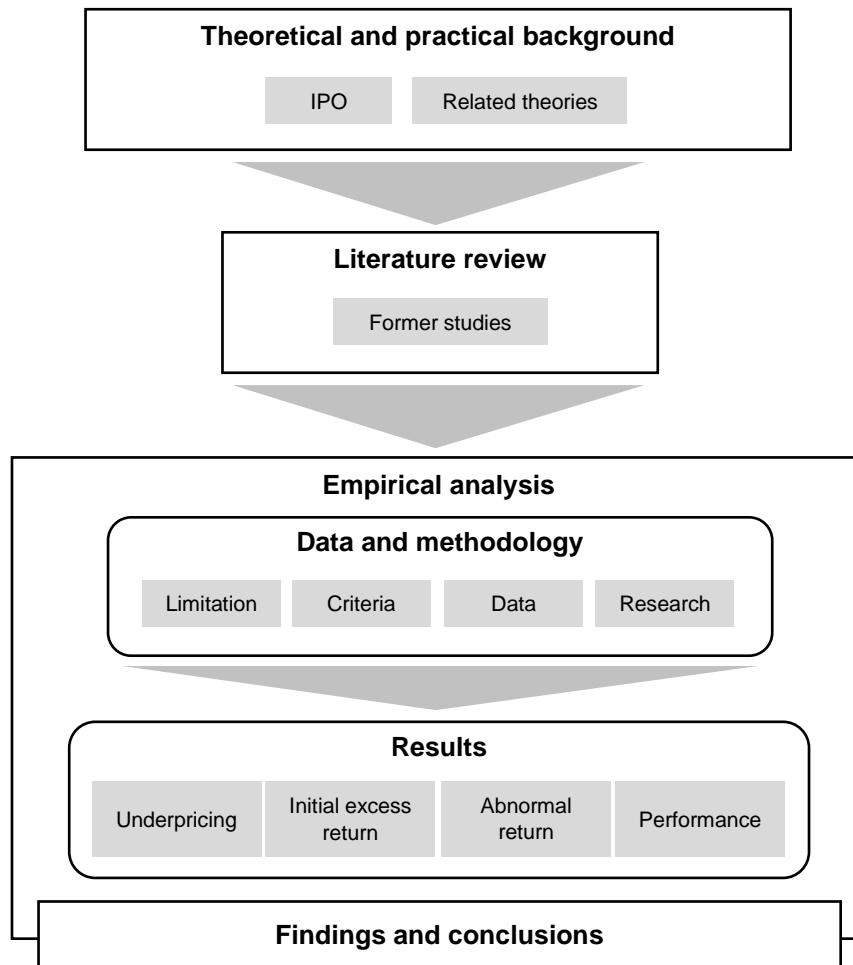 Theoretical and practical background
IPO
Related theories
Literature review
Former studies
Empirical analysis
Data and methodology
Limitation
Criteria
Data
Research
Results
Underpricing
Initial excess
return
Abnormal
return
Performance
Findings and conclusions